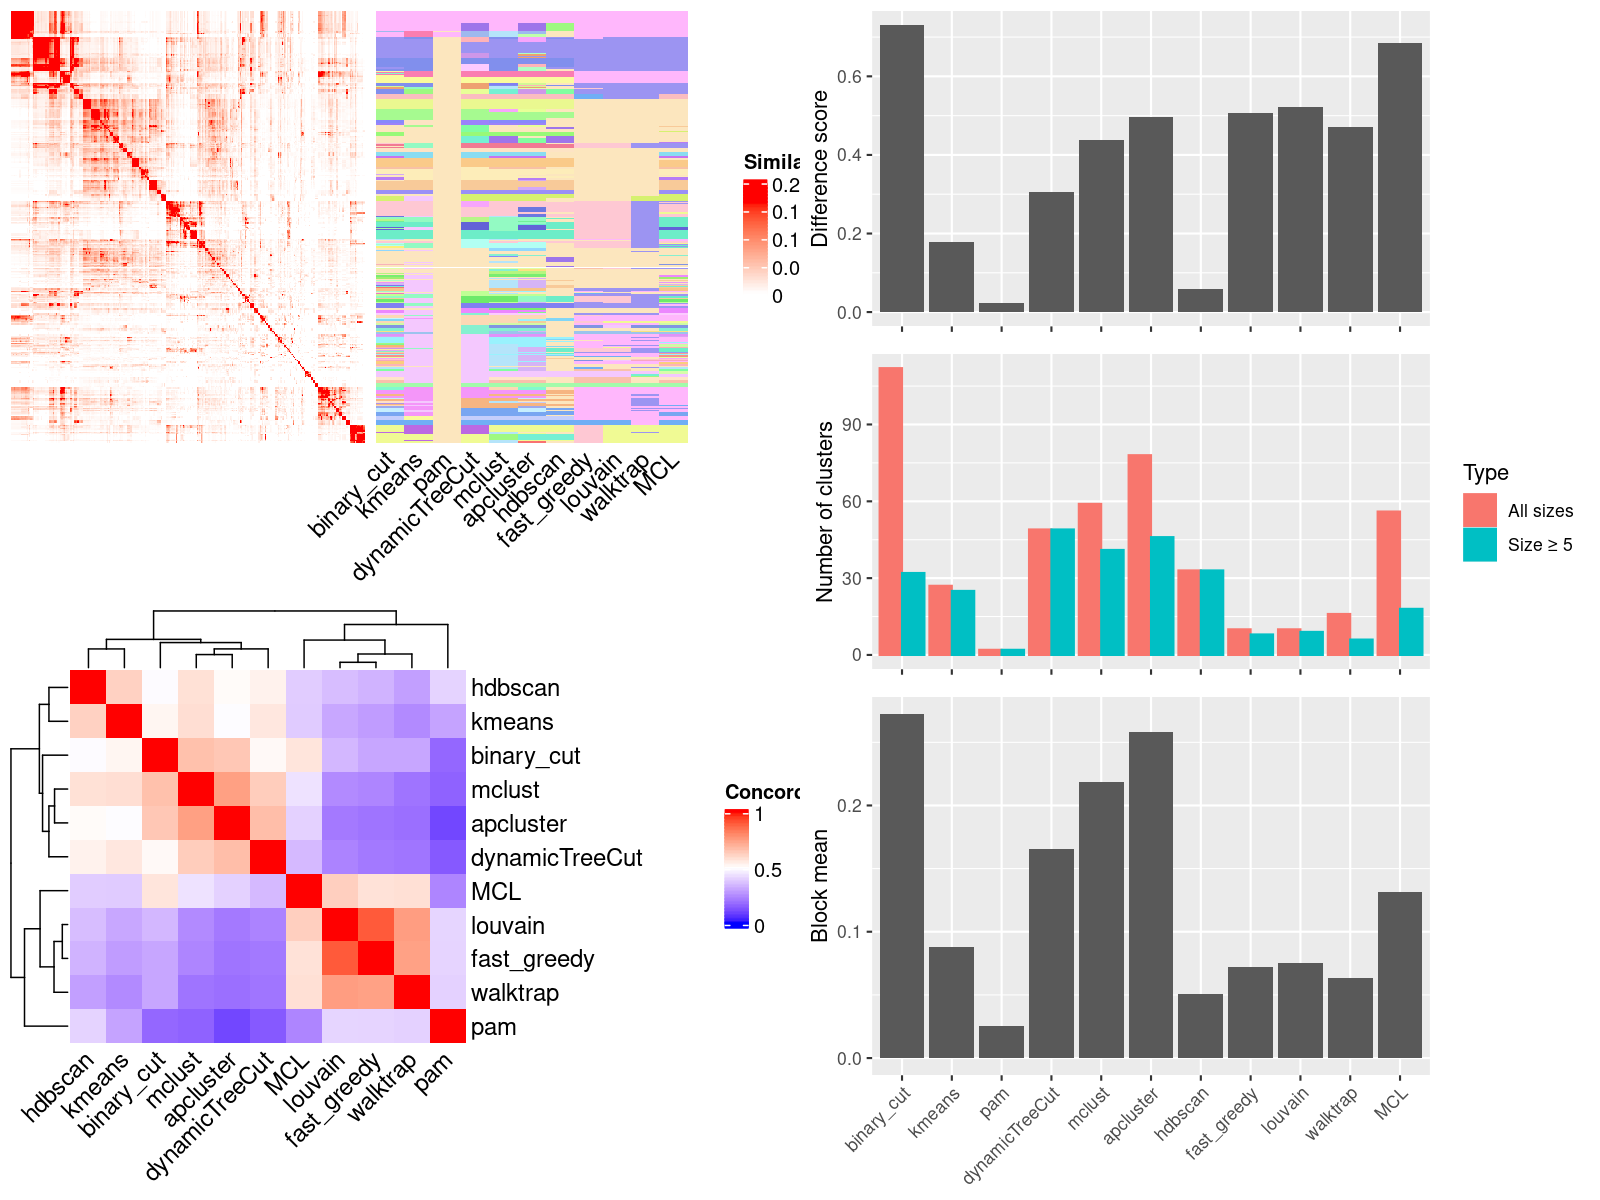 Simila
0.2
0.1
0.1
0.0
0
binary_cut
kmeans
pam
dynamicTreeCut
mclust
apcluster
hdbscan
fast_greedy
louvain
walktrap
MCL
hdbscan
kmeans
binary_cut
mclust
apcluster
dynamicTreeCut
MCL
louvain
fast_greedy
walktrap
pam
hdbscan
kmeans
binary_cut
mclust
apcluster
dynamicTreeCut
MCL
louvain
fast_greedy
walktrap
pam
Concord
1
0.5
0
Difference score
0.6
0.4
0.2
0.0
Number of clusters
90
60
30
0
Type
All sizes
Size ≥ 5
Block mean
0.2
0.1
0.0
binary_cut
kmeans
pam
dynamicTreeCut
mclust
apcluster
hdbscan
fast_greedy
louvain
walktrap
MCL